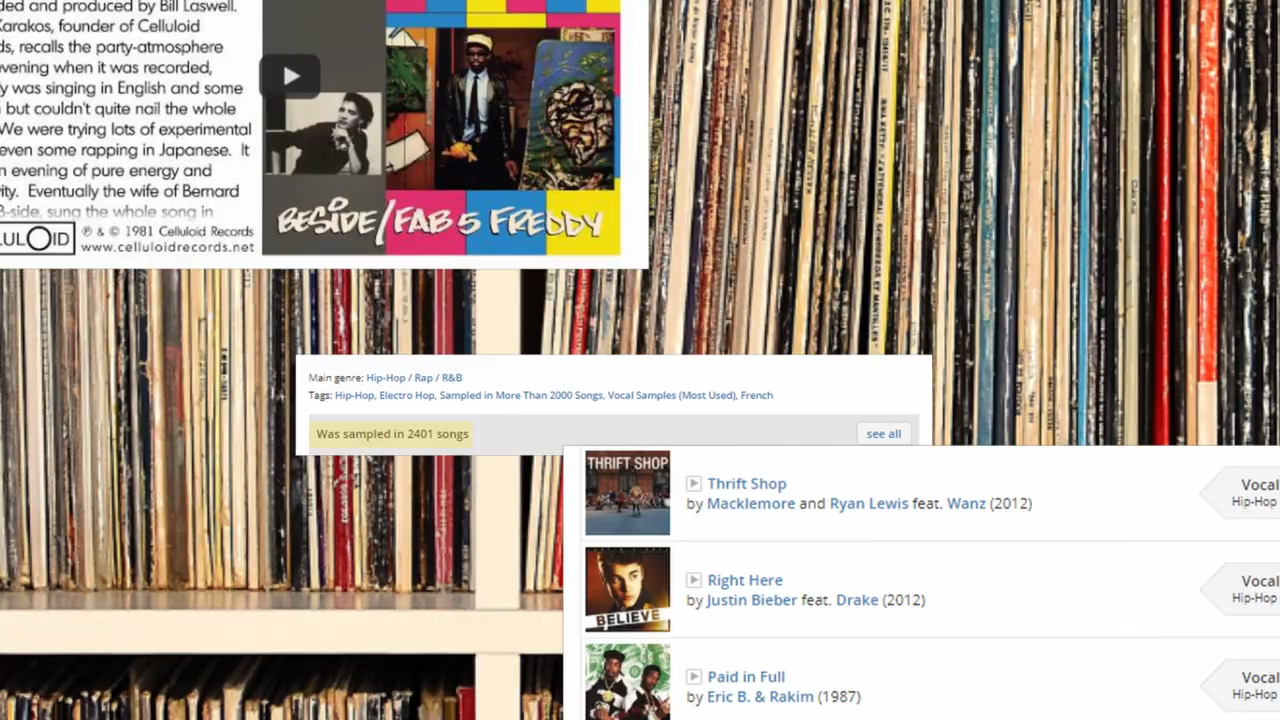 ded and produced by Bill Laswell.
Karakos, founder of Celluloid
ds, recalls the party-atmosphere
evening when it was recorded,
ly was singing in English and some
but couldn't quite nail the whole
We were trying lots of experimental
even some rapping in Japanese. It
n evening of pure energy and
ity. Eventually the wife of Bernard
B-side, sung the whole song in
LULOID
℗ & © 1981 Celluloid Records
www.celluloidrecords.net
BESIDE/FAB 5 FREDDY
Main genre: Hip-Hop / Rap / R&B
Tags: Hip-Hop, Electro Hop, Sampled in More Than 2000 Songs, Vocal Samples (Most Used), French
Was sampled in 2401 songs
see all
THRIFT SHOP
Thrift Shop
by Macklemore and Ryan Lewis feat. Wanz (2012)
Vocal
Hip-Hop
BELIEVE
Right Here
by Justin Bieber feat. Drake (2012)
Vocal
Hip-Hop
Paid in Full
by Eric B. & Rakim (1987)
Vocal
Hip-Hop